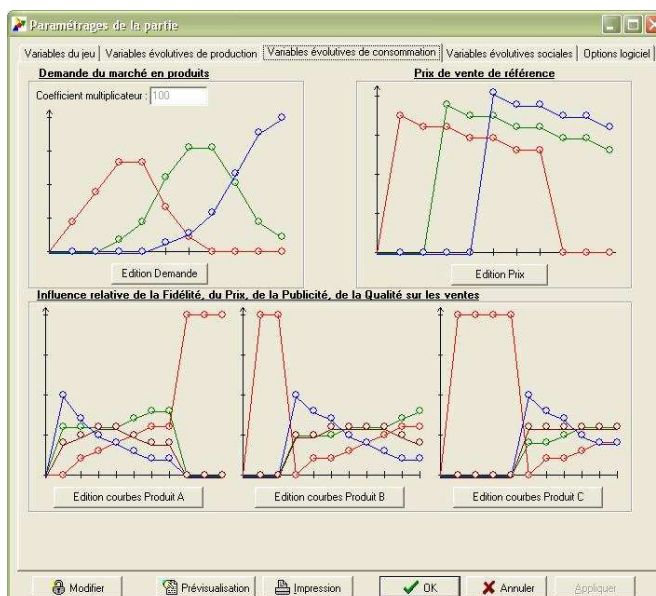 Paramétrages de la partie
Variables du jeu
Variables évolutives de production
Variables évolutives de consommation
Variables évolutives sociales
Options logiciel
Demande du marché en produits
Prix de vente de référence
Coefficient multiplicateur :
100
Edition Demande
Edition Prix
Influence relative de la Fidélité, du Prix, de la Publicité, de la Qualité sur les ventes
Edition courbes Produit A
Edition courbes Produit B
Edition courbes Produit C
Modifier
Prévisualisation
Impression
OK
Annuler
Appliquer